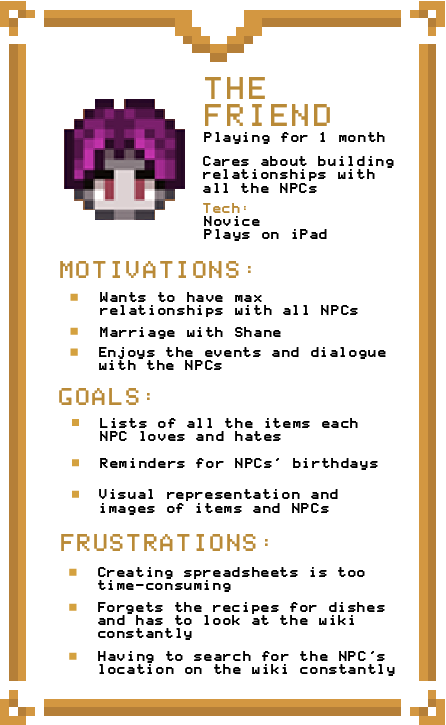 THE
FRIEND
Playing for 1 month
Cares about building
relationships with
all the NPCs
Tech:
Novice
Plays on iPad
MOTIVATIONS:
Wants to have max
relationships with all NPCs
Marriage with Shane
Enjoys the events and dialogue
with the NPCs
GOALS:
Lists of all the items each
NPC loves and hates
Reminders for NPCs' birthdays
Visual representation and
images of items and NPCs
FRUSTRATIONS:
Creating spreadsheets is too
time-consuming
Forgets the recipes for dishes
and has to look at the wiki
constantly
Having to search for the NPC's
location on the wiki constantly